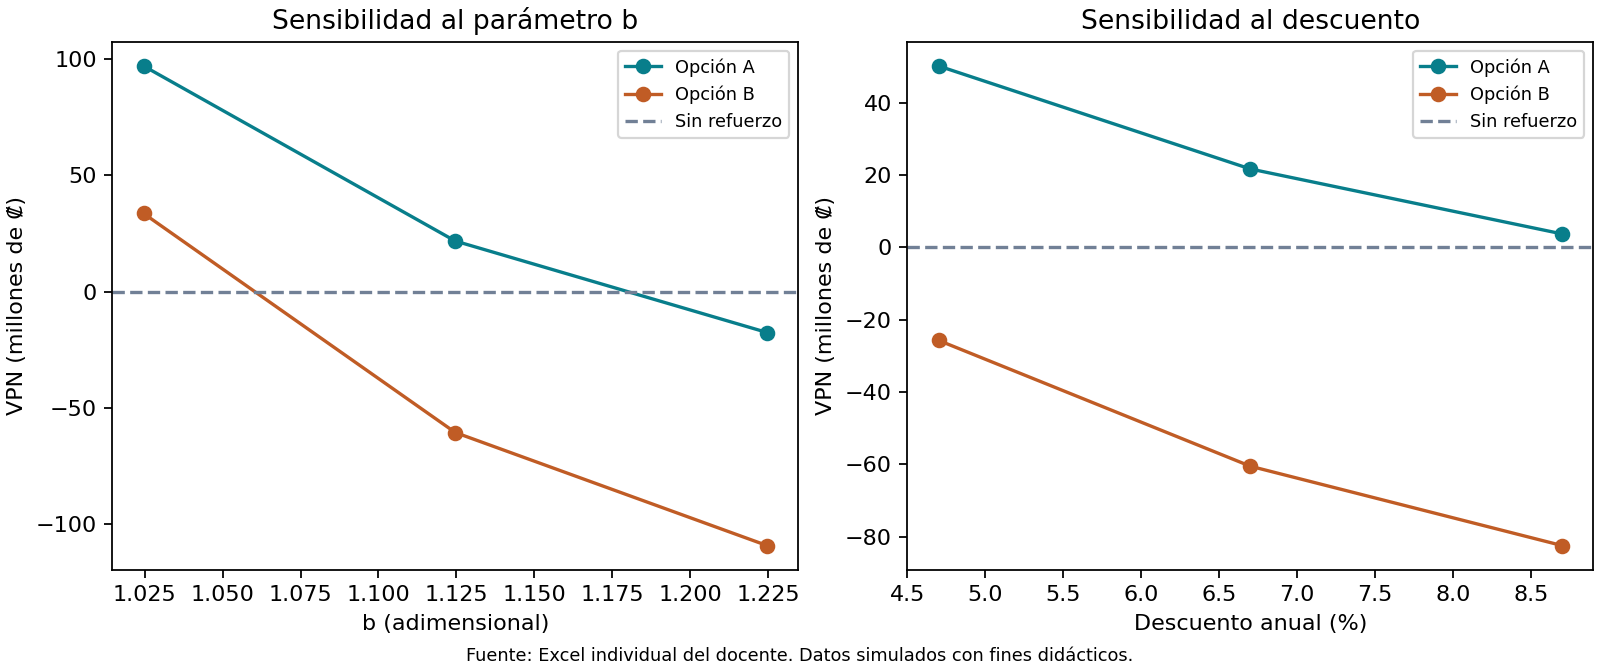 Sensibilidad al parámetro b
VPN (millones de ₡)
100
50
0
−50
−100
1.025 1.050 1.075 1.100 1.125 1.150 1.175 1.200 1.225
b (adimensional)
Opción A
Opción B
Sin refuerzo
Sensibilidad al descuento
VPN (millones de ₡)
40
20
0
−20
−40
−60
−80
4.5 5.0 5.5 6.0 6.5 7.0 7.5 8.0 8.5
Descuento anual (%)
Opción A
Opción B
Sin refuerzo
Fuente: Excel individual del docente. Datos simulados con fines didácticos.